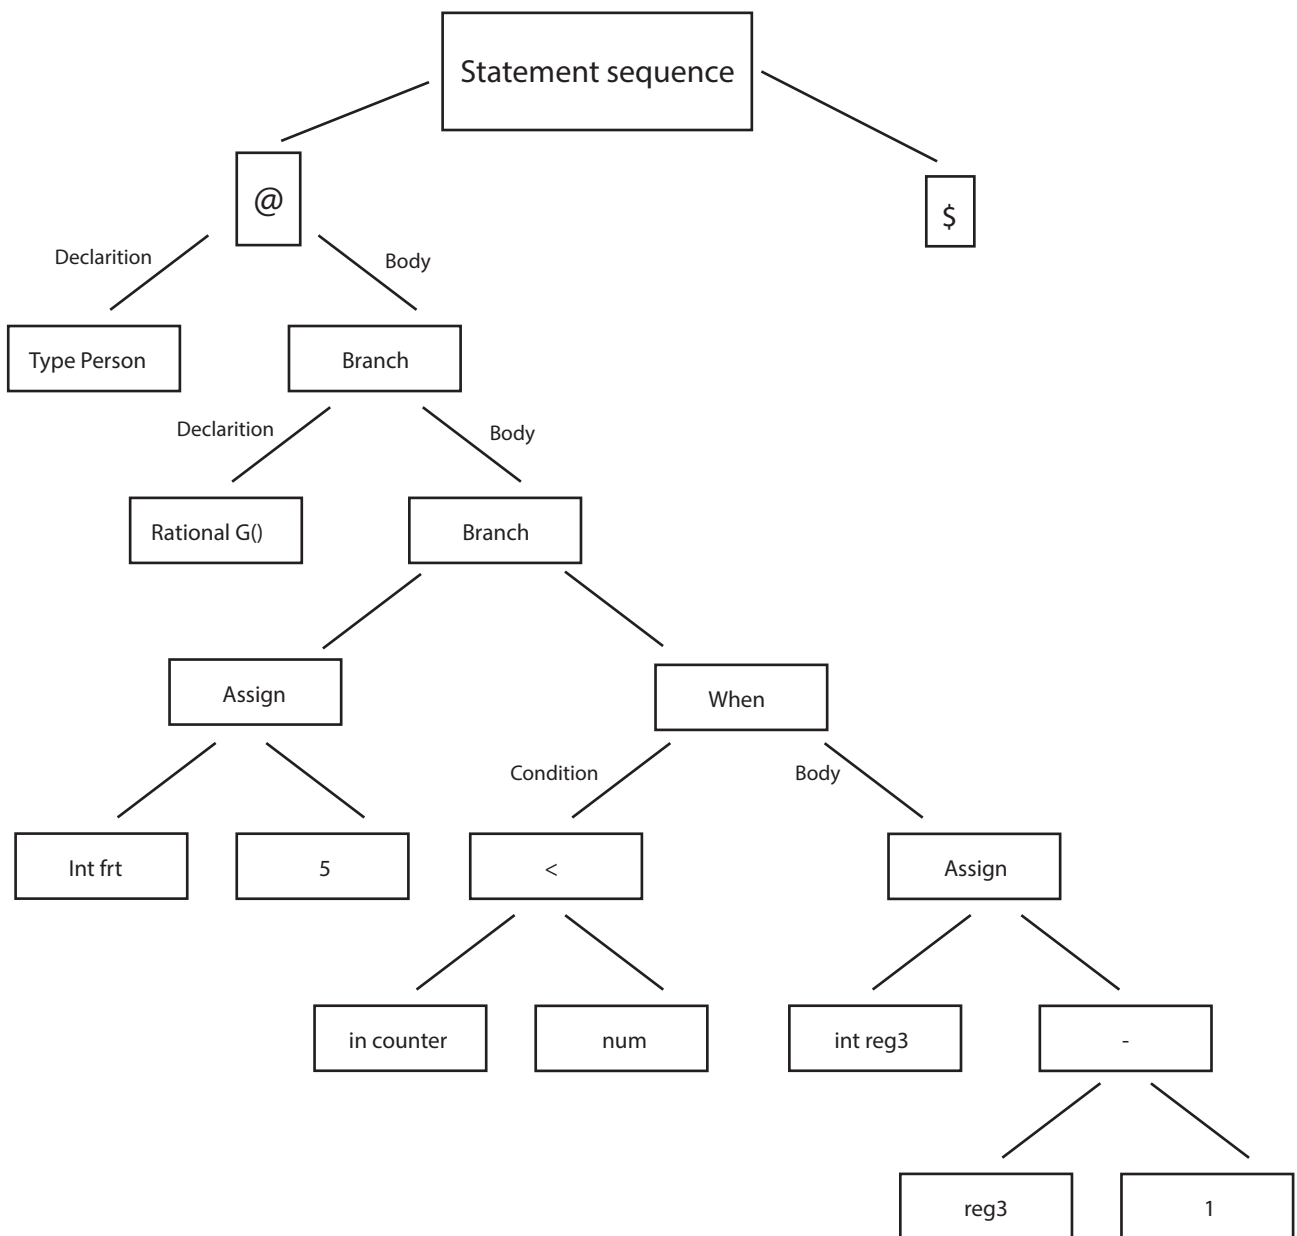 Statement sequence
@
$
Declarition
Body
Type Person
Branch
Declarition
Body
Rational G()
Branch
Assign
When
Condition
Body
Int frt
5
<
Assign
in counter
num
int reg3
-
reg3
1